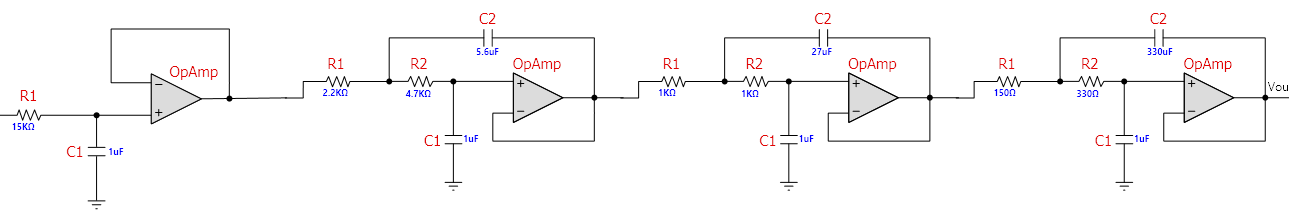 R1
15KΩ
C1
1uF
OpAmp
R1
2.2KΩ
R2
4.7KΩ
C2
5.6uF
C1
1uF
OpAmp
R1
1KΩ
R2
1KΩ
C2
27uF
C1
1uF
OpAmp
R1
150Ω
R2
330Ω
C2
330uF
C1
1uF
OpAmp
Vou